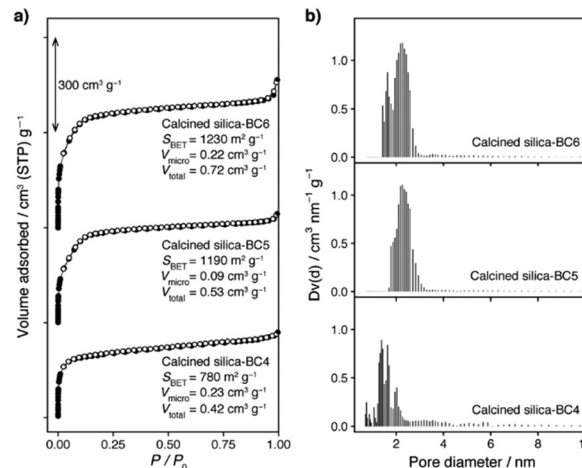 a)
300 cm³ g⁻¹
Volume adsorbed / cm³ (STP) g⁻¹
Calcined silica-BC6
S_BET = 1230 m² g⁻¹
V_micro = 0.22 cm³ g⁻¹
V_total = 0.72 cm³ g⁻¹
Calcined silica-BC5
S_BET = 1190 m² g⁻¹
V_micro = 0.09 cm³ g⁻¹
V_total = 0.53 cm³ g⁻¹
Calcined silica-BC4
S_BET = 780 m² g⁻¹
V_micro = 0.23 cm³ g⁻¹
V_total = 0.42 cm³ g⁻¹
0.00 0.25 0.50 0.75 1.00
P / P₀
b)
Dv(d) / cm³ nm⁻¹ g⁻¹
1.0
0.5
0.0
Calcined silica-BC6
1.0
0.5
0.0
Calcined silica-BC5
1.0
0.5
0.0
Calcined silica-BC4
2 4 6 8 10
Pore diameter / nm